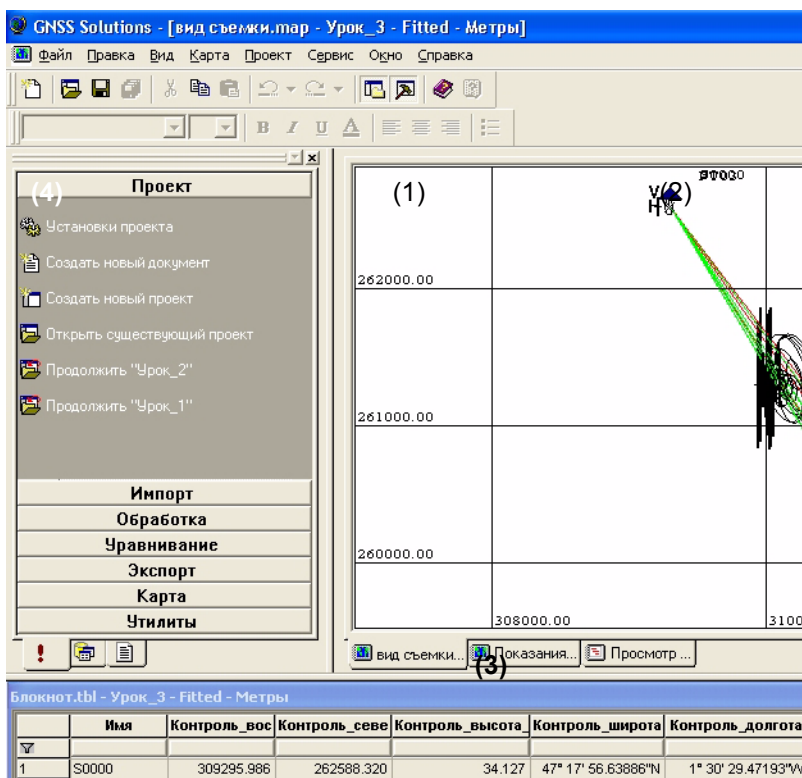 GNSS Solutions - [вид съемки.map - Урок_3 - Fitted - Метры]
Файл Правка Вид Карта Проект Сервис Окно Справка
B I U A
(4) Проект (1) (2)
Установки проекта
Создать новый документ
262000.00
Создать новый проект
Открыть существующий проект
Продолжить "Урок_2"
Продолжить "Урок_1"
261000.00
Импорт
Обработка
Уравнивание
260000.00
Экспорт
Карта
Утилиты 308000.00 3100
вид съемки... Показания... Просмотр ...
(3)
Блокнот.tbl - Урок_3 - Fitted - Метры
Имя Контроль_вос Контроль_севе Контроль_высота_ Контроль_широта Контроль_долгота
1 S0000 309295.986 262588.320 34.127 47° 17' 56.63886"N 1° 30' 29.47193"W